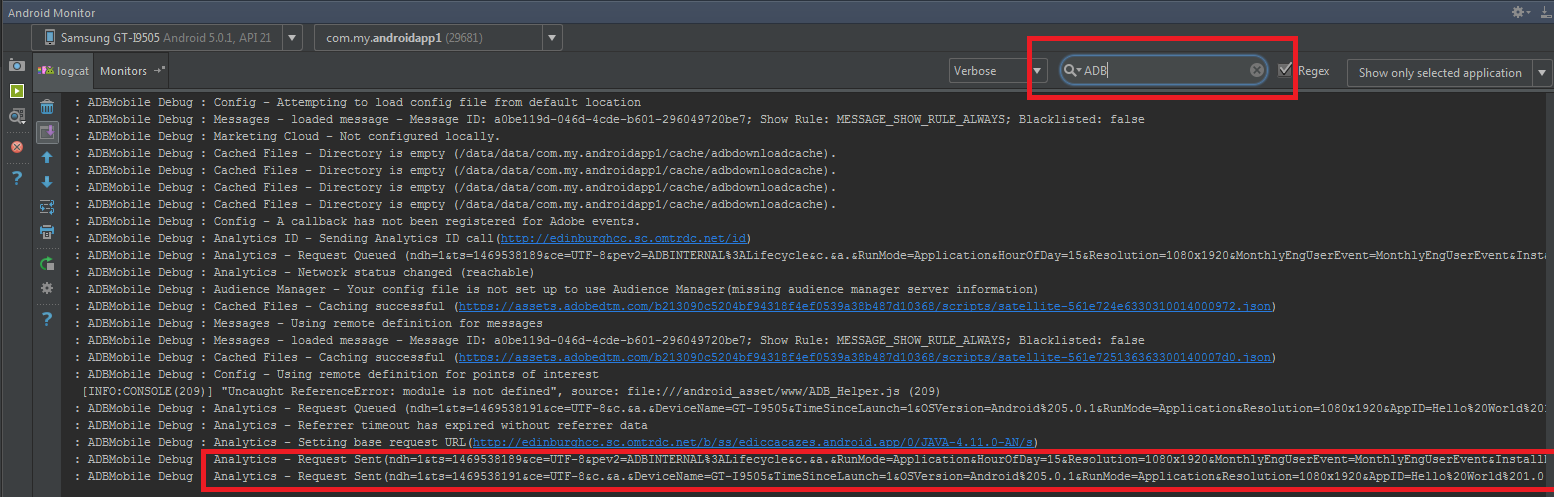 Android Monitor
Samsung GT-I9505 Android 5.0.1, API 21 com.my.androidapp1 (29681)
logcat Monitors Verbose ADB Regex Show only selected application
: ADBMobile Debug : Config - Attempting to load config file from default location
: ADBMobile Debug : Messages - loaded message - Message ID: a0be119d-046d-4cde-b601-296049720be7; Show Rule: MESSAGE_SHOW_RULE_ALWAYS; Blacklisted: false
: ADBMobile Debug : Marketing Cloud - Not configured locally.
: ADBMobile Debug : Cached Files - Directory is empty (/data/data/com.my.androidapp1/cache/adbdownloadcache).
: ADBMobile Debug : Cached Files - Directory is empty (/data/data/com.my.androidapp1/cache/adbdownloadcache).
: ADBMobile Debug : Cached Files - Directory is empty (/data/data/com.my.androidapp1/cache/adbdownloadcache).
: ADBMobile Debug : Cached Files - Directory is empty (/data/data/com.my.androidapp1/cache/adbdownloadcache).
: ADBMobile Debug : Config - A callback has not been registered for Adobe events.
: ADBMobile Debug : Analytics ID - Sending Analytics ID call(http://edinburghcc.sc.omtrdc.net/id)
: ADBMobile Debug : Analytics - Request Queued (ndh=1&ts=1469538189&ce=UTF-8&pev2=ADBINTERNAL%3ALifecycle&c.&a.&RunMode=Application&HourOfDay=15&Resolution=1080x1920&MonthlyEngUserEvent=MonthlyEngUserEvent&Insta
: ADBMobile Debug : Analytics - Network status changed (reachable)
: ADBMobile Debug : Audience Manager - Your config file is not set up to use Audience Manager(missing audience manager server information)
: ADBMobile Debug : Cached Files - Caching successful (https://assets.adobedtm.com/b213090c5204bf94318f4ef0539a38b487d10368/scripts/satellite-561e724e6330310014000972.json)
: ADBMobile Debug : Messages - Using remote definition for messages
: ADBMobile Debug : Messages - loaded message - Message ID: a0be119d-046d-4cde-b601-296049720be7; Show Rule: MESSAGE_SHOW_RULE_ALWAYS; Blacklisted: false
: ADBMobile Debug : Cached Files - Caching successful (https://assets.adobedtm.com/b213090c5204bf94318f4ef0539a38b487d10368/scripts/satellite-561e725136363300140007d0.json)
: ADBMobile Debug : Config - Using remote definition for points of interest
[INFO:CONSOLE(209)] "Uncaught ReferenceError: module is not defined", source: file:///android_asset/www/ADB_Helper.js (209)
: ADBMobile Debug : Analytics - Request Queued (ndh=1&ts=1469538191&ce=UTF-8&c.&a.&DeviceName=GT-I9505&TimeSinceLaunch=1&OSVersion=Android%205.0.1&RunMode=Application&Resolution=1080x1920&AppID=Hello%20World%201
: ADBMobile Debug : Analytics - Referrer timeout has expired without referrer data
: ADBMobile Debug : Analytics - Setting base request URL(http://edinburghcc.sc.omtrdc.net/b/ss/ediccacazes.android.app/0/JAVA-4.11.0-AN/s)
: ADBMobile Debug Analytics - Request Sent(ndh=1&ts=1469538189&ce=UTF-8&pev2=ADBINTERNAL%3ALifecycle&c.&a.&RunMode=Application&HourOfDay=15&Resolution=1080x1920&MonthlyEngUserEvent=MonthlyEngUserEvent&Install
: ADBMobile Debug Analytics - Request Sent(ndh=1&ts=1469538191&ce=UTF-8&c.&a.&DeviceName=GT-I9505&TimeSinceLaunch=1&OSVersion=Android%205.0.1&RunMode=Application&Resolution=1080x1920&AppID=Hello%20World%201.0